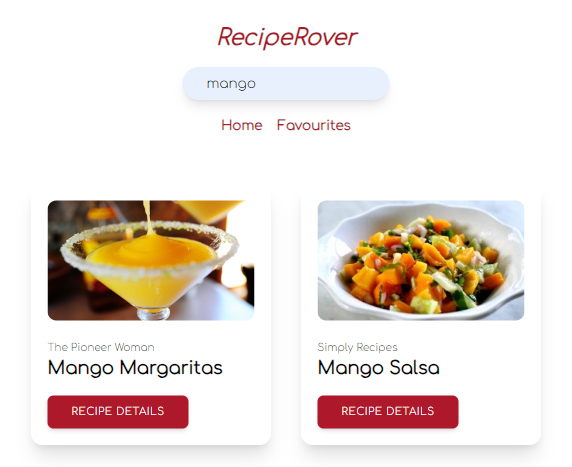 RecipeRover
mango
Home Favourites
The Pioneer Woman
Mango Margaritas
RECIPE DETAILS
Simply Recipes
Mango Salsa
RECIPE DETAILS